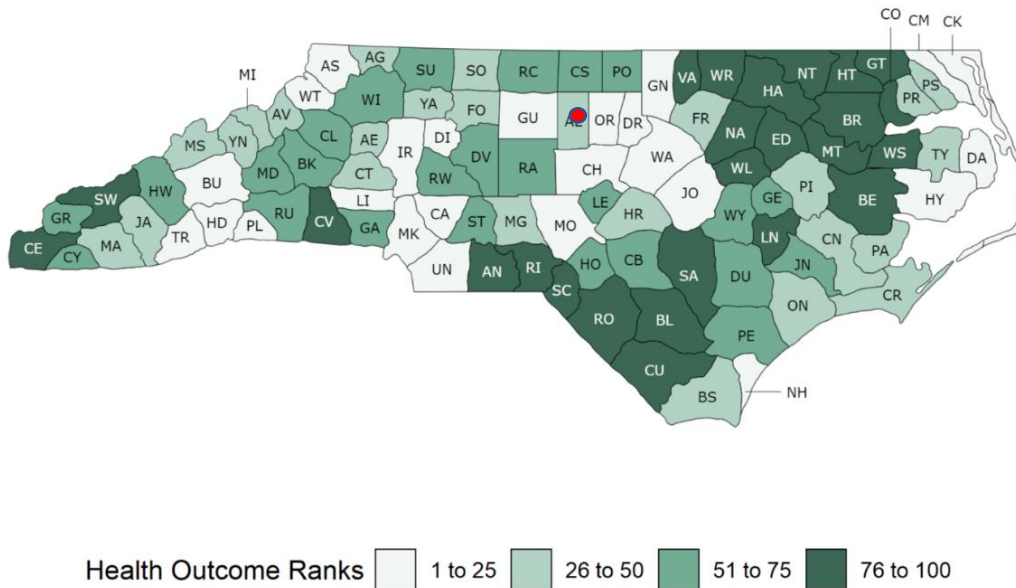 CO CM CK
MI AS AG SU SO RC CS PO GN VA WR NT HT GT
WT HA PR PS
WI YA FO GU OR DR FR
AV CL AE DI BR
MS YN NA ED
IR DV WA MT WS TY DA
MD BK CT RW RA CH WL
SW HW BU LI JO PI BE HY
GR RU CV GA CA ST MG MO LE HR WY GE
JA HD PL MK LN CN PA
CE CY MA TR UN AN RI HO CB SA DU JN
SC CR
RO BL ON
PE
CU BS NH
Health Outcome Ranks 1 to 25 26 to 50 51 to 75 76 to 100